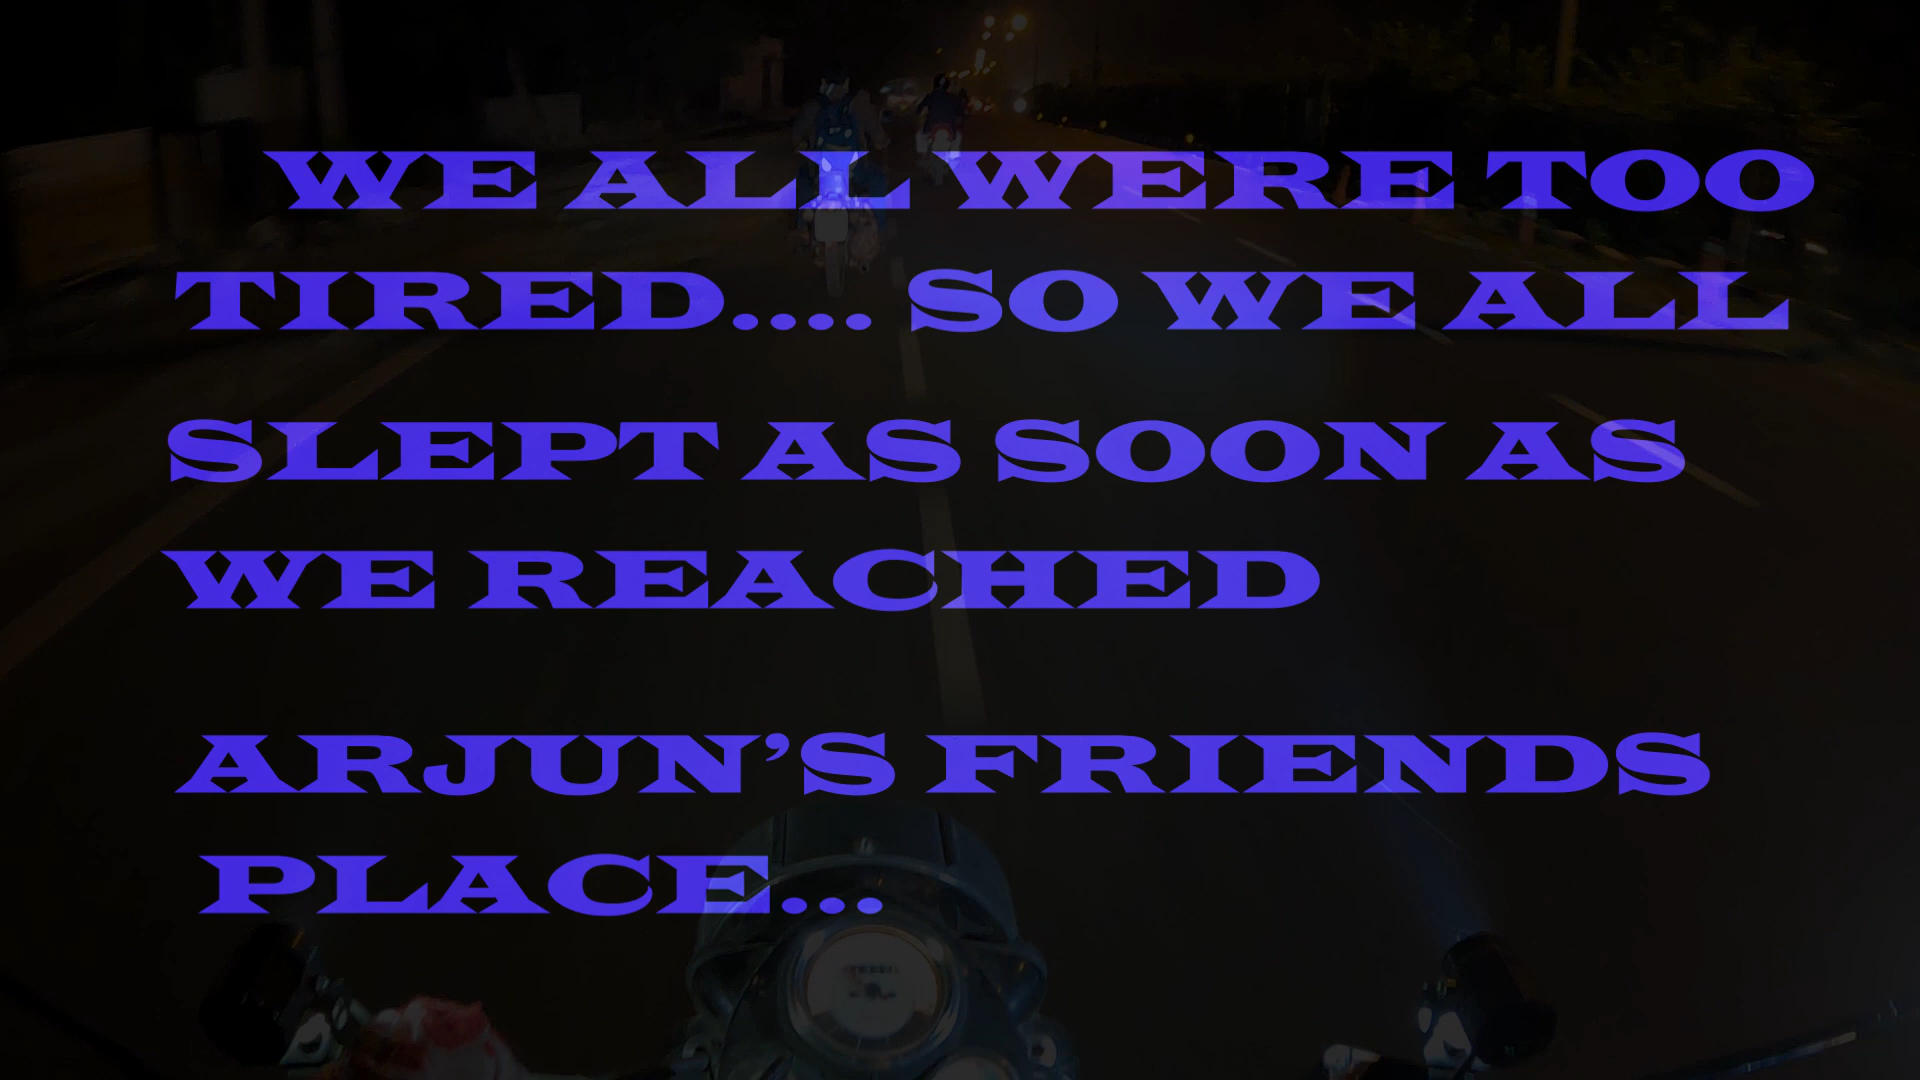 WE ALL WERE TOO
TIRED.... SO WE ALL
SLEPT AS SOON AS
WE REACHED
ARJUN’S FRIENDS
PLACE...